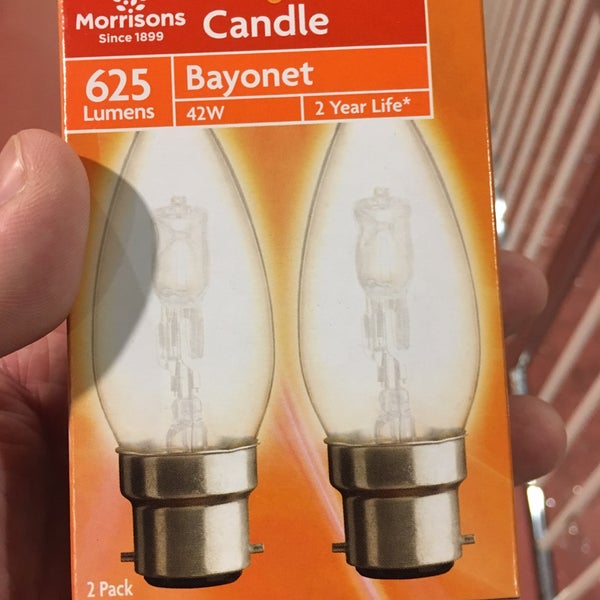 Morrisons
Since 1899
Candle
625
Lumens
Bayonet
42W
2 Year Life*
2 Pack